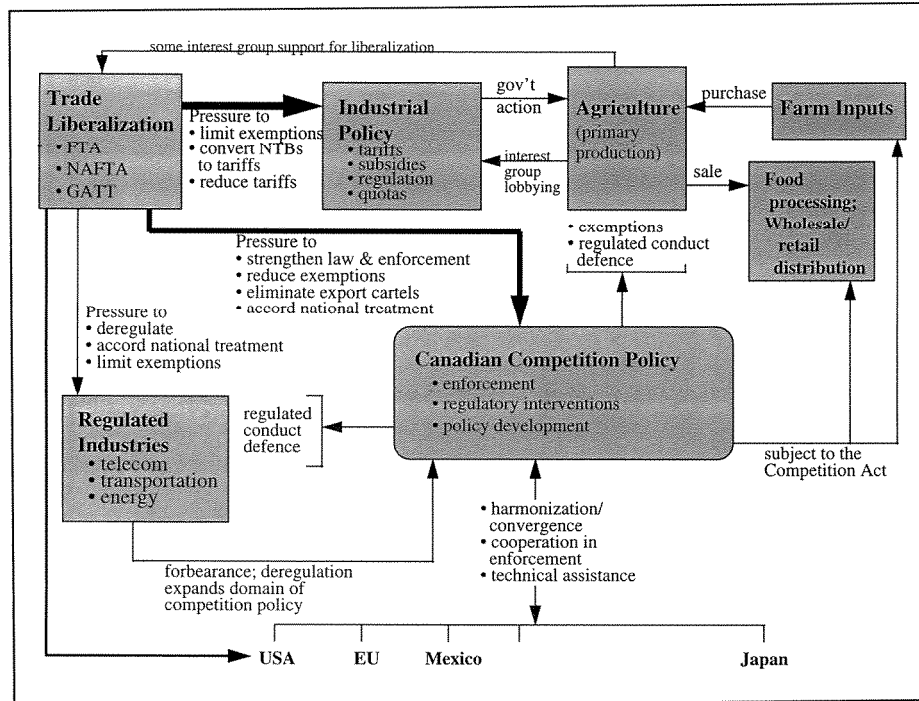 some interest group support for liberalization
Trade
Liberalization
• FTA
• NAFTA
• GATT
Pressure to
• limit exemptions
• convert NTBs
to tariffs
• reduce tariffs
Industrial
Policy
• tariffs
• subsidies
• regulation
• quotas
gov't
action
interest
group
lobbying
Agriculture
(primary
production)
purchase
Farm Inputs
sale
Food
processing;
Wholesale/
retail
distribution
• exemptions
• regulated conduct
defence
Pressure to
• strengthen law & enforcement
• reduce exemptions
• eliminate export cartels
• accord national treatment
Pressure to
• deregulate
• accord national treatment
• limit exemptions
Canadian Competition Policy
• enforcement
• regulatory interventions
• policy development
Regulated
Industries
• telecom
• transportation
• energy
regulated
conduct
defence
subject to the
Competition Act
• harmonization/
convergence
• cooperation in
enforcement
• technical assistance
forbearance; deregulation
expands domain of
competition policy
USA
EU
Mexico
Japan